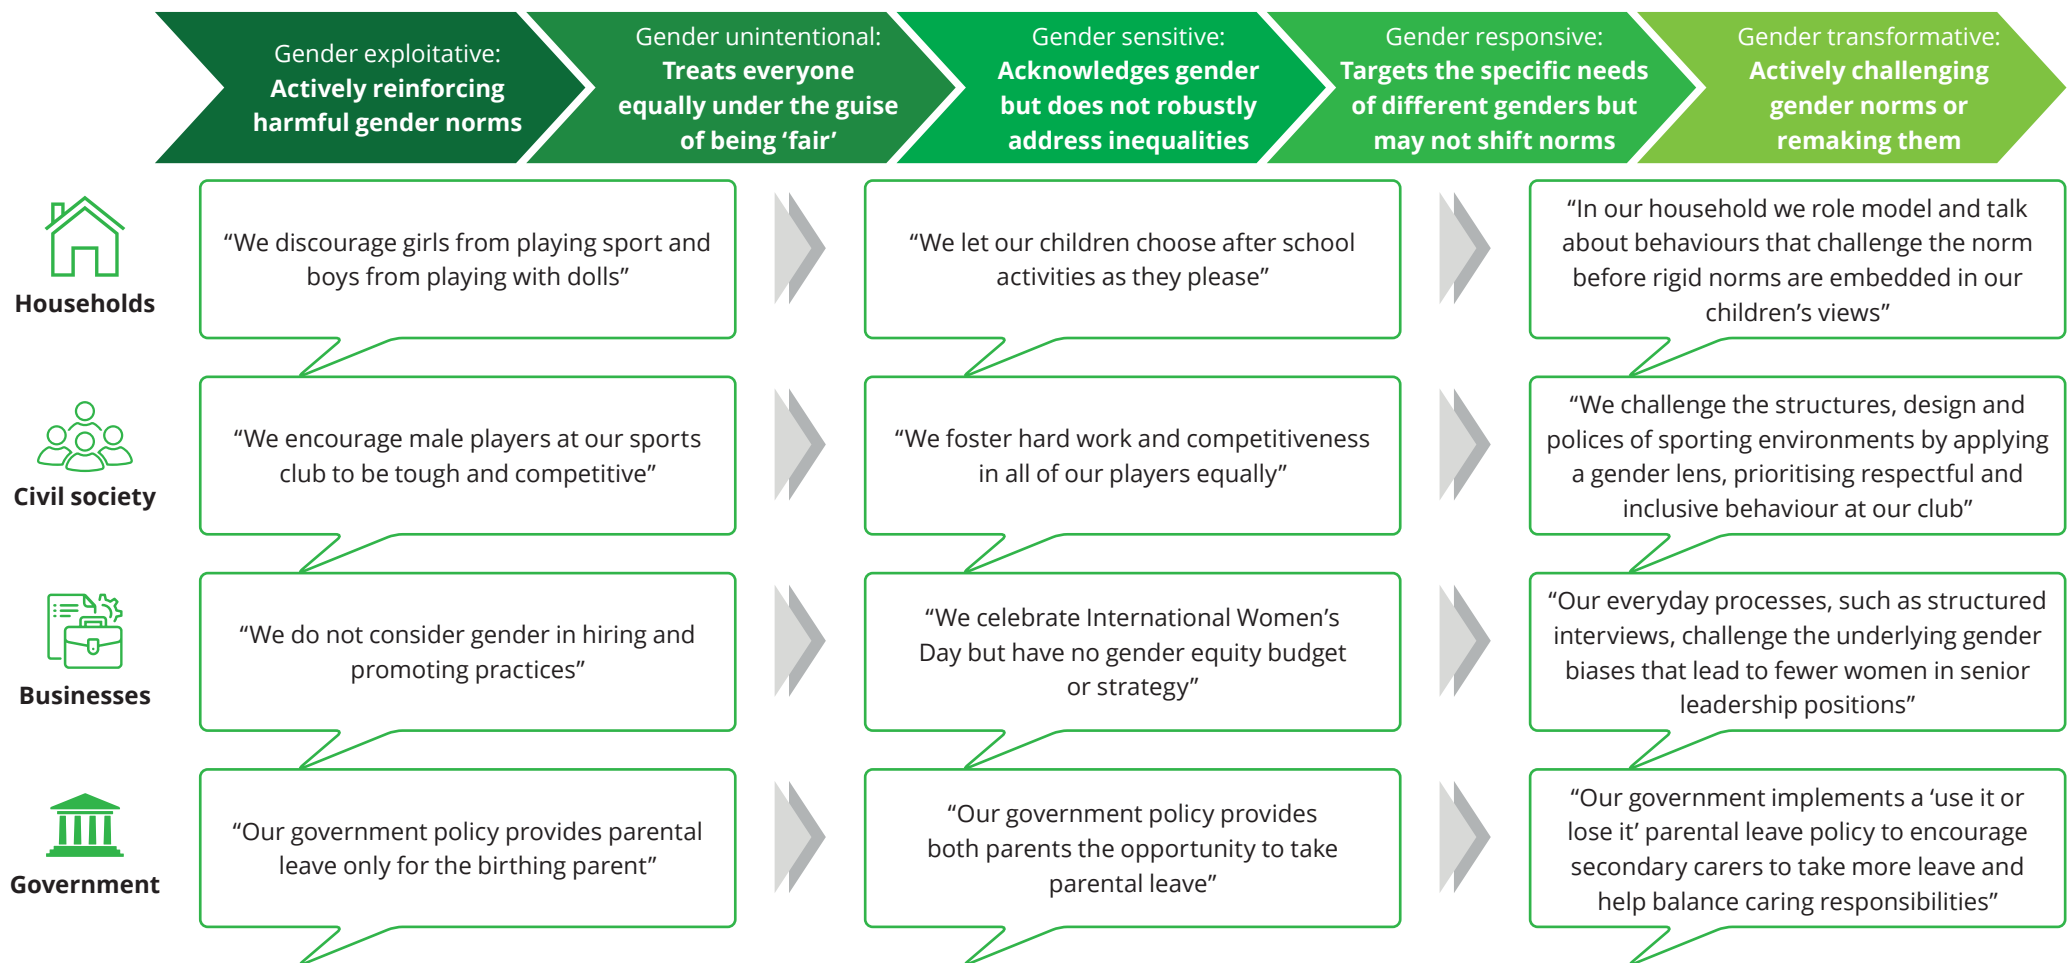 Gender exploitative:
Actively reinforcing
harmful gender norms
Gender unintentional:
Treats everyone
equally under the guise
of being ‘fair’
Gender sensitive:
Acknowledges gender
but does not robustly
address inequalities
Gender responsive:
Targets the specific needs
of different genders but
may not shift norms
Gender transformative:
Actively challenging
gender norms or
remaking them
Households
“We discourage girls from playing sport and
boys from playing with dolls”
“We let our children choose after school
activities as they please”
“In our household we role model and talk
about behaviours that challenge the norm
before rigid norms are embedded in our
children’s views”
Civil society
“We encourage male players at our sports
club to be tough and competitive”
“We foster hard work and competitiveness
in all of our players equally”
“We challenge the structures, design and
polices of sporting environments by applying
a gender lens, prioritising respectful and
inclusive behaviour at our club”
Businesses
“We do not consider gender in hiring and
promoting practices”
“We celebrate International Women’s
Day but have no gender equity budget
or strategy”
“Our everyday processes, such as structured
interviews, challenge the underlying gender
biases that lead to fewer women in senior
leadership positions”
Government
“Our government policy provides parental
leave only for the birthing parent”
“Our government policy provides
both parents the opportunity to take
parental leave”
“Our government implements a ‘use it or
lose it’ parental leave policy to encourage
secondary carers to take more leave and
help balance caring responsibilities”